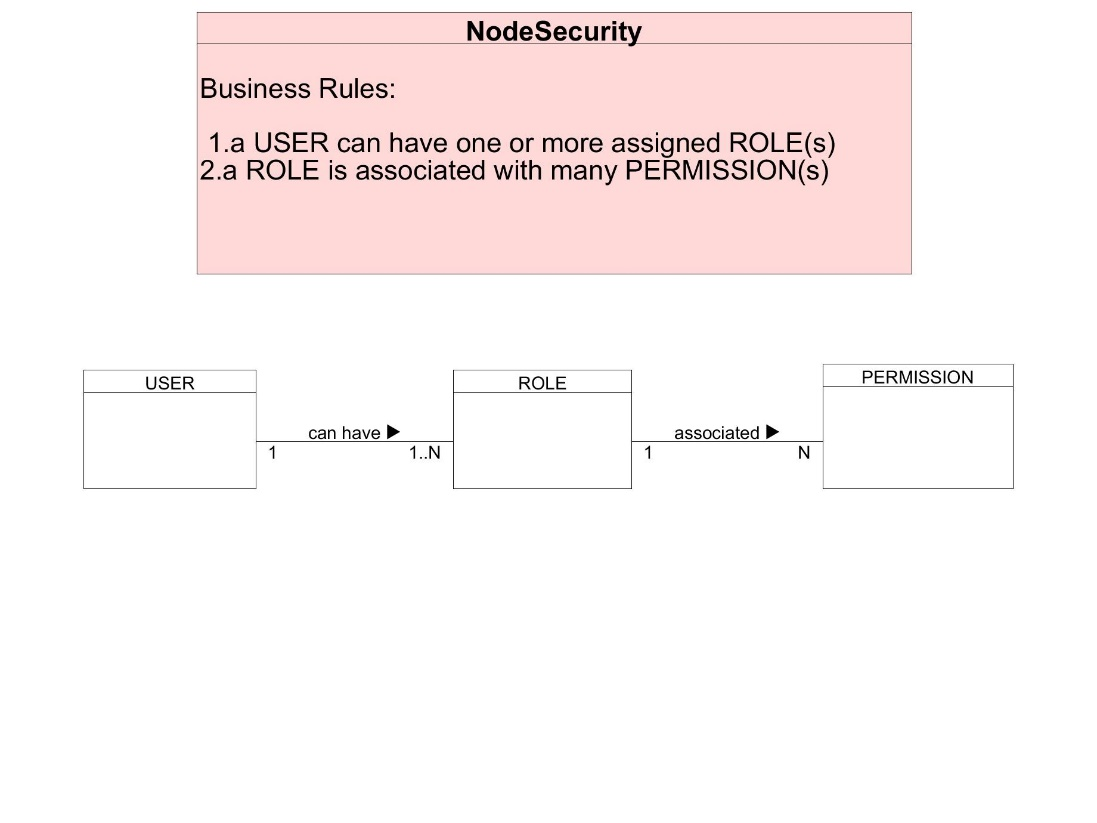 NodeSecurity
Business Rules:
1.a USER can have one or more assigned ROLE(s)
2.a ROLE is associated with many PERMISSION(s)
USER
ROLE
PERMISSION
can have ▶
associated ▶
1
1..N
1
N